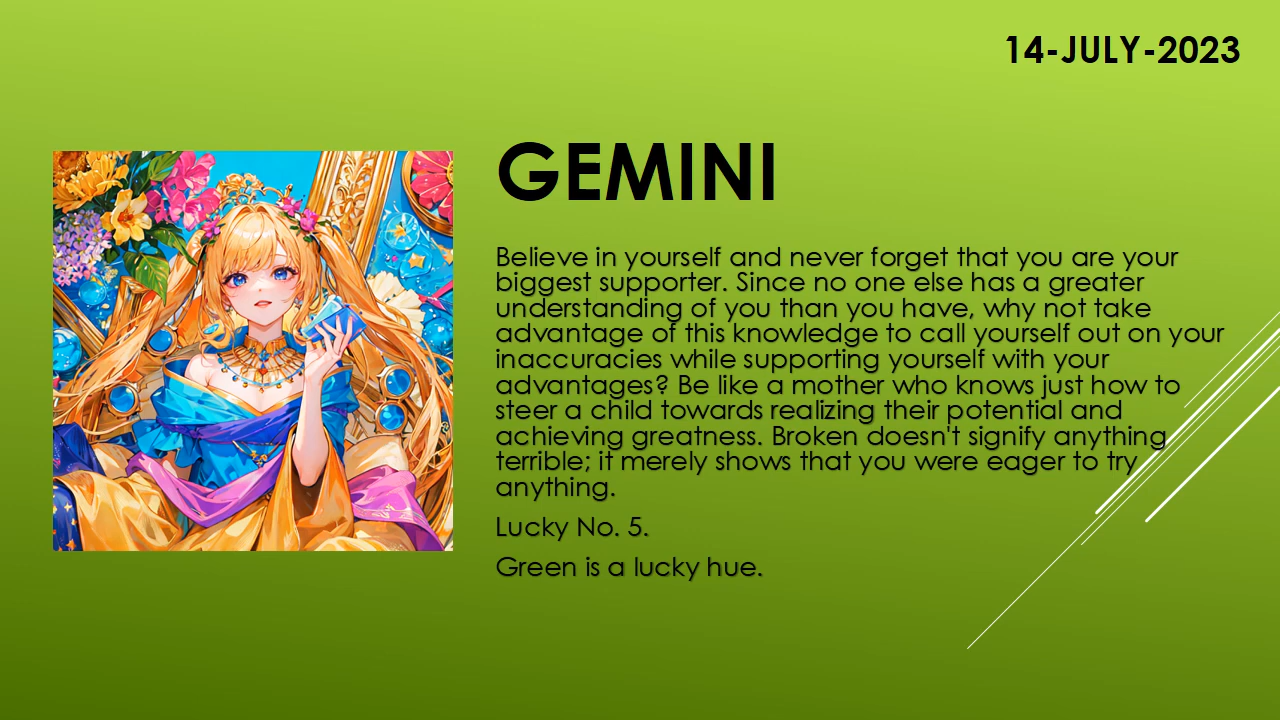 14-JULY-2023
GEMINI
Believe in yourself and never forget that you are your
biggest supporter. Since no one else has a greater
understanding of you than you have, why not take
advantage of this knowledge to call yourself out on your
inaccuracies while supporting yourself with your
advantages? Be like a mother who knows just how to
steer a child towards realizing their potential and
achieving greatness. Broken doesn't signify anything
terrible; it merely shows that you were eager to try
anything.
Lucky No. 5.
Green is a lucky hue.